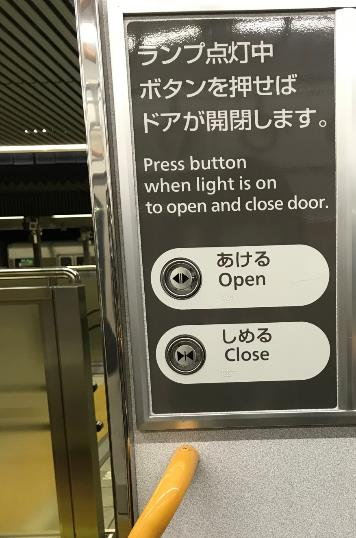 ランプ点灯中
ボタンを押せば
ドアが開閉します。
Press button
when light is on
to open and close door.
あける
Open
しめる
Close